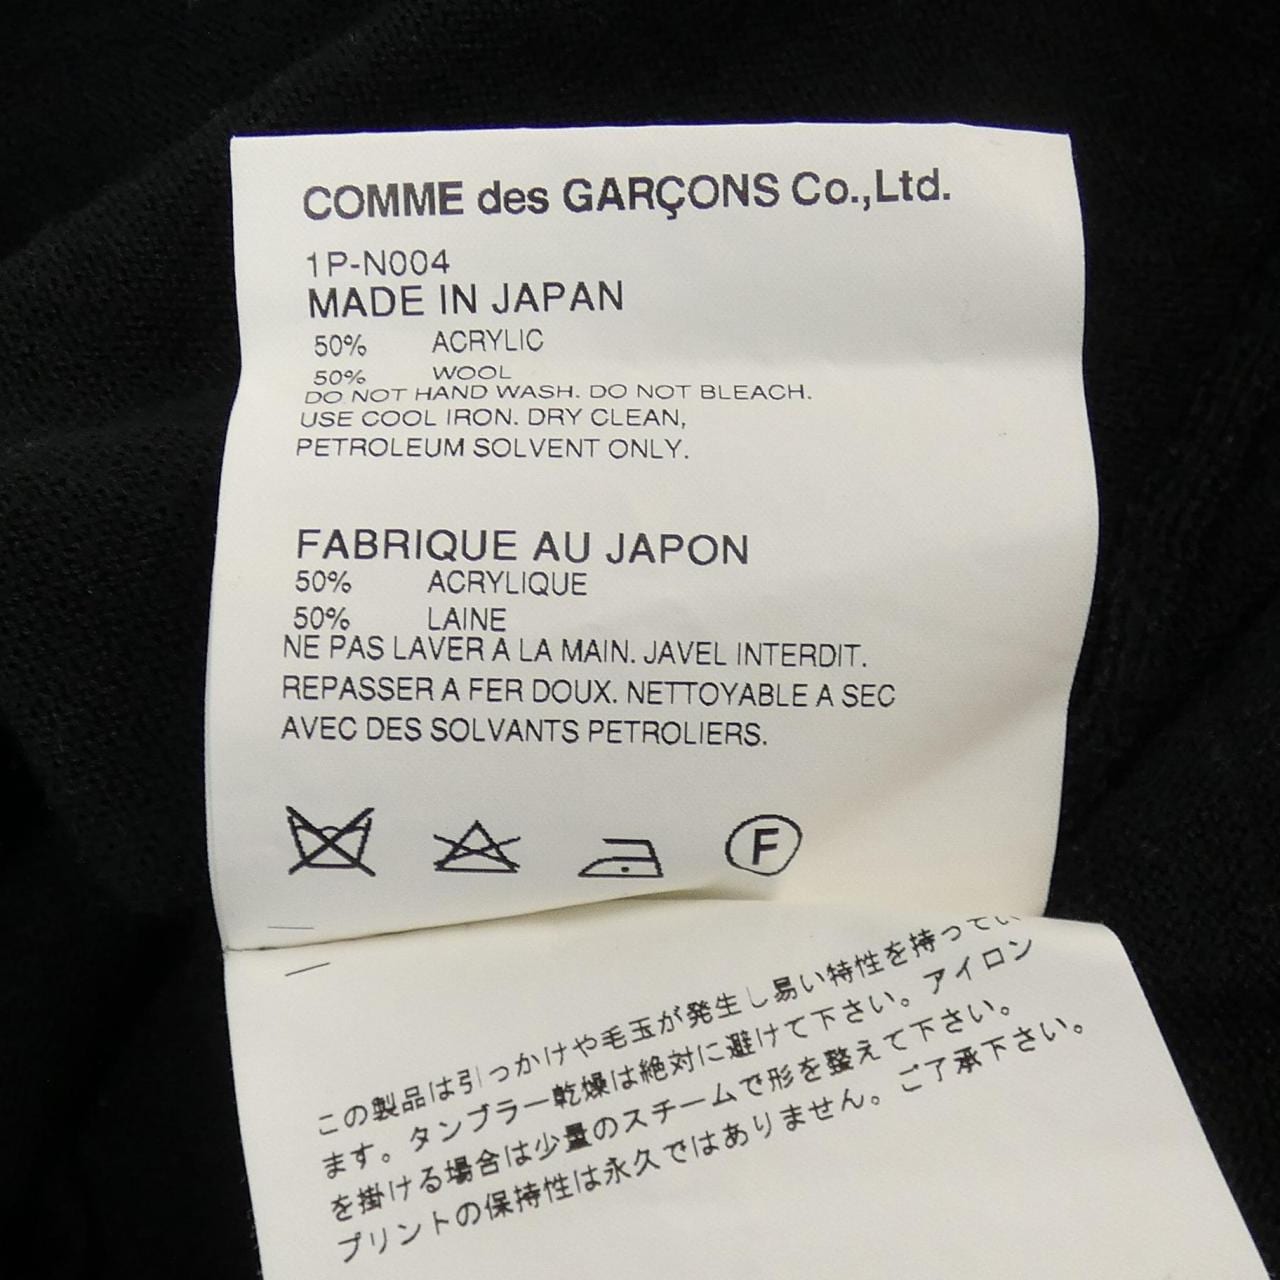 COMME des GARÇONS Co.,Ltd.
1P-N004
MADE IN JAPAN
50% ACRYLIC
50% WOOL
DO NOT HAND WASH. DO NOT BLEACH.
USE COOL IRON. DRY CLEAN,
PETROLEUM SOLVENT ONLY.
FABRIQUE AU JAPON
50% ACRYLIQUE
50% LAINE
NE PAS LAVER A LA MAIN. JAVEL INTERDIT.
REPASSER A FER DOUX. NETTOYABLE A SEC
AVEC DES SOLVANTS PETROLIERS.
F
この製品は引っかけや毛玉が発生し易い特性を持ってい
ます。タンブラー乾燥は絶対に避けて下さい。アイロン
を掛ける場合は少量のスチームで形を整えて下さい。
プリントの保持性は永久ではありません。ご了承下さい。